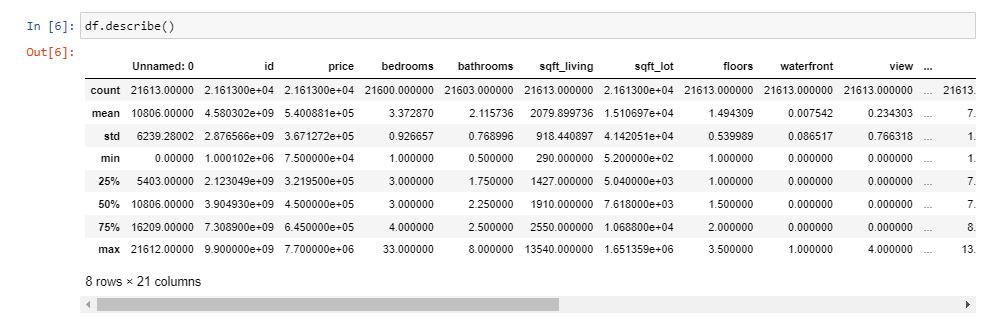 In [6]: df.describe()
Out[6]:
Unnamed: 0 id price bedrooms bathrooms sqft_living sqft_lot floors waterfront view ...
count 21613.00000 2.161300e+04 2.161300e+04 21600.000000 21603.000000 21613.000000 2.161300e+04 21613.000000 21613.000000 21613.000000 ... 21613.
mean 10806.00000 4.580302e+09 5.400881e+05 3.372870 2.115736 2079.899736 1.510697e+04 1.494309 0.007542 0.234303 ... 7.
std 6239.28002 2.876566e+09 3.671272e+05 0.926657 0.768996 918.440897 4.142051e+04 0.539989 0.086517 0.766318 ... 1.
min 0.00000 1.000102e+06 7.500000e+04 1.000000 0.500000 290.000000 5.200000e+02 1.000000 0.000000 0.000000 ... 1.
25% 5403.00000 2.123049e+09 3.219500e+05 3.000000 1.750000 1427.000000 5.040000e+03 1.000000 0.000000 0.000000 ... 7.
50% 10806.00000 3.904930e+09 4.500000e+05 3.000000 2.250000 1910.000000 7.618000e+03 1.500000 0.000000 0.000000 ... 7.
75% 16209.00000 7.308900e+09 6.450000e+05 4.000000 2.500000 2550.000000 1.068800e+04 2.000000 0.000000 0.000000 ... 8.
max 21612.00000 9.900000e+09 7.700000e+06 33.000000 8.000000 13540.000000 1.651359e+06 3.500000 1.000000 4.000000 ... 13.
8 rows × 21 columns